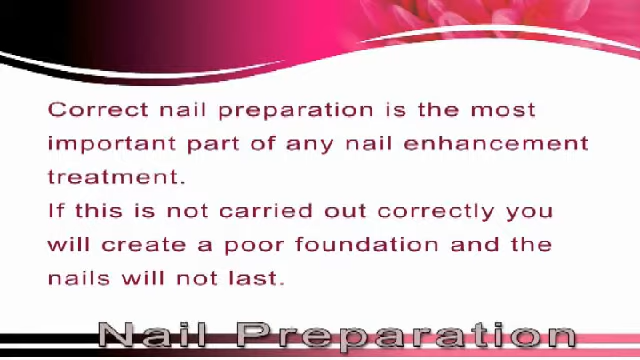 Correct nail preparation is the most
important part of any nail enhancement
treatment.
If this is not carried out correctly you
will create a poor foundation and the
nails will not last.
Nail Preparation